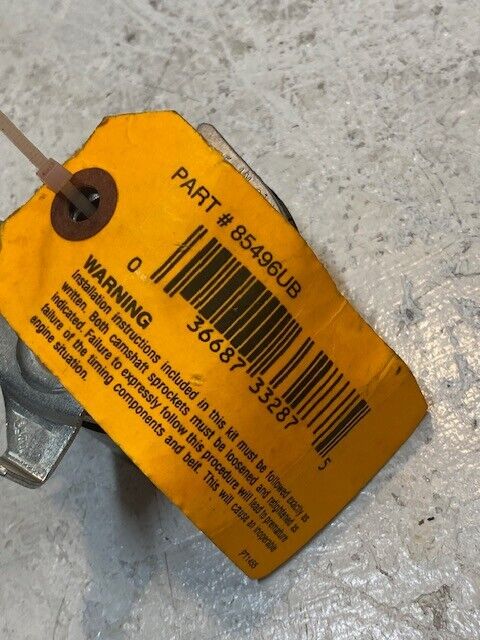 PART # 85496UB
0 36687 33287 5
WARNING
Installation instructions included in this kit must be followed exactly as
written. Both camshaft sprockets must be loosened and retightened as
indicated. Failure to expressly follow this procedure will lead to premature
failure of the timing components and belt. This will cause an inoperable
engine situation.